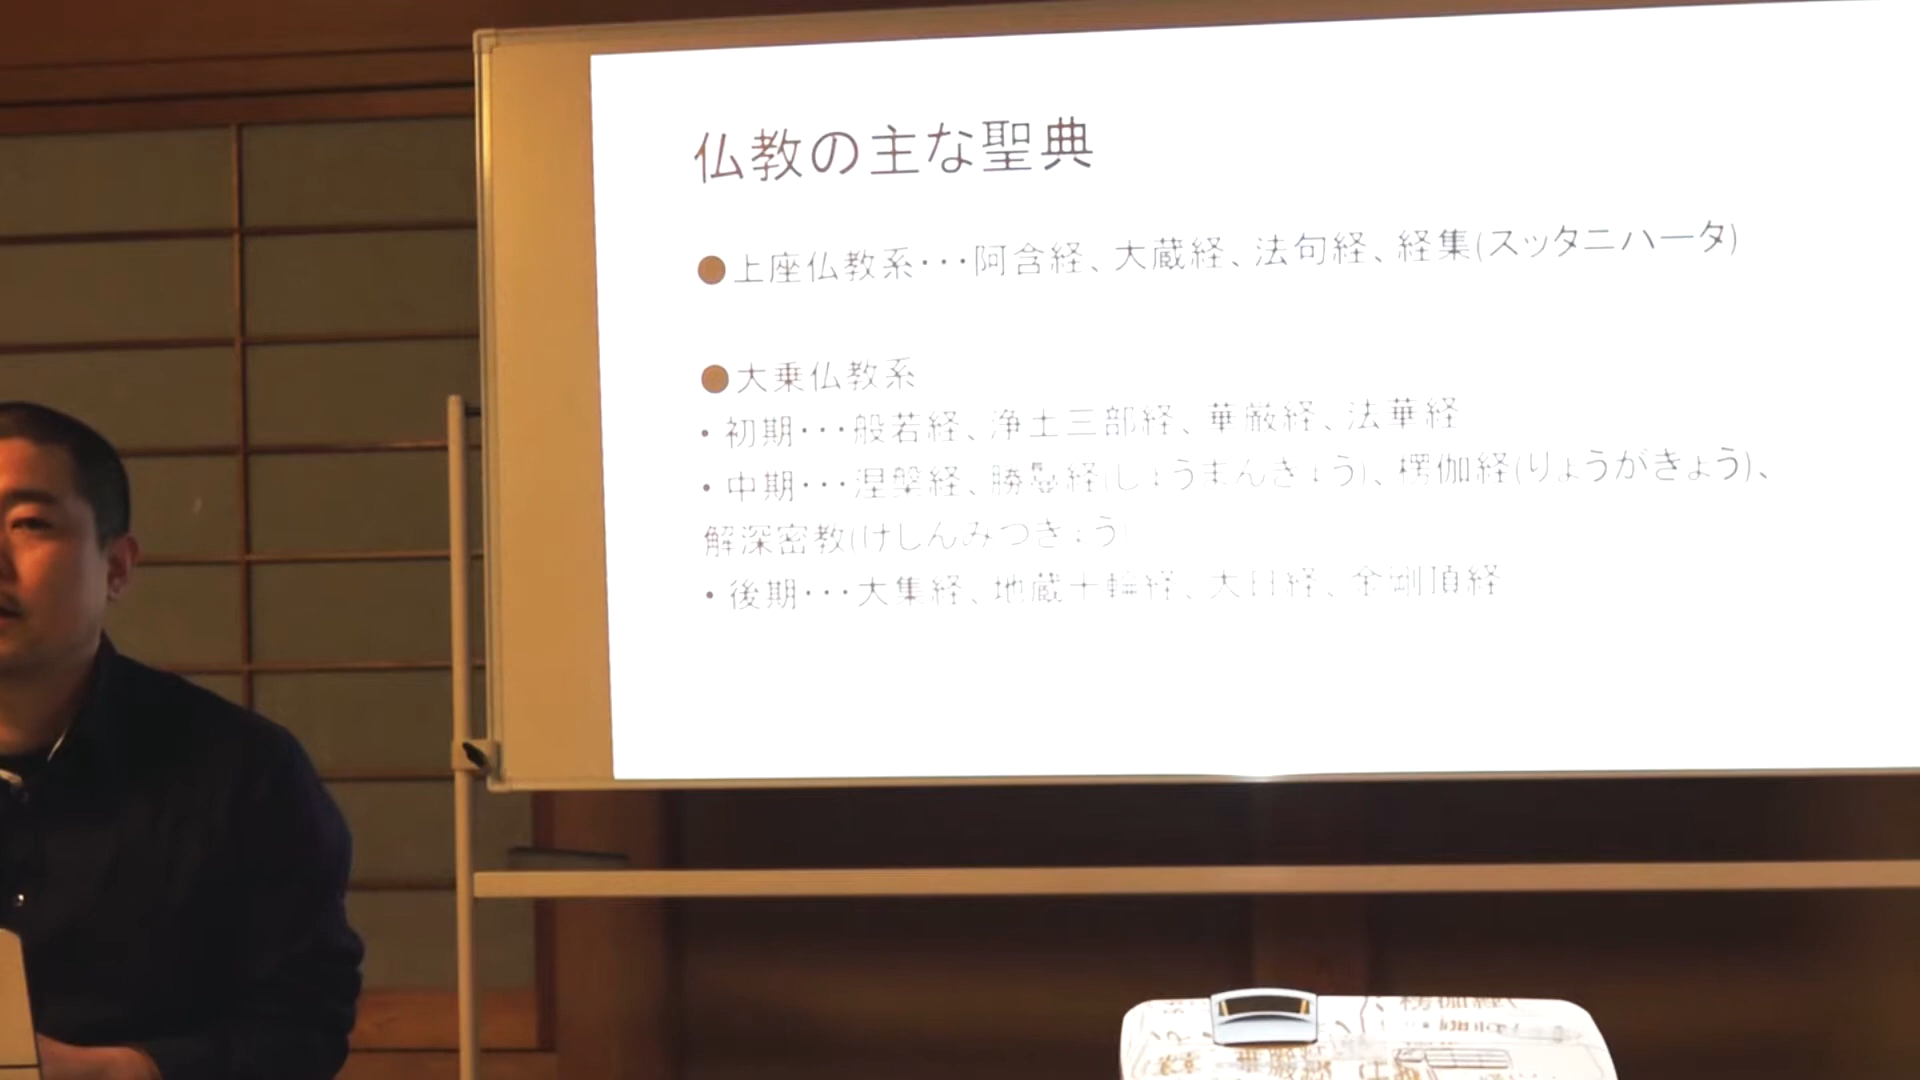 仏教の主な聖典
●上座仏教系･･･阿含経、大蔵経、法句経、経集(スッタニハータ)
●大乗仏教系
・初期･･･般若経、浄土三部経、華厳経、法華経
・中期･･･涅槃経、勝鬘経(しょうまんきょう)、楞伽経(りょうがきょう)、
解深密教(けしんみつきょう)
・後期･･･大集経、地蔵十輪経、大日経、金剛頂経